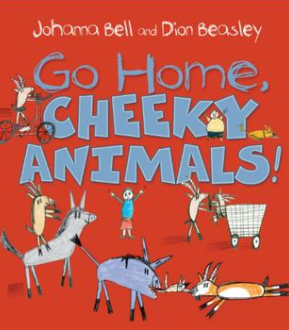 Johanna Bell and Dion Beasley
Go Home,
CHEEKY
ANIMALS!